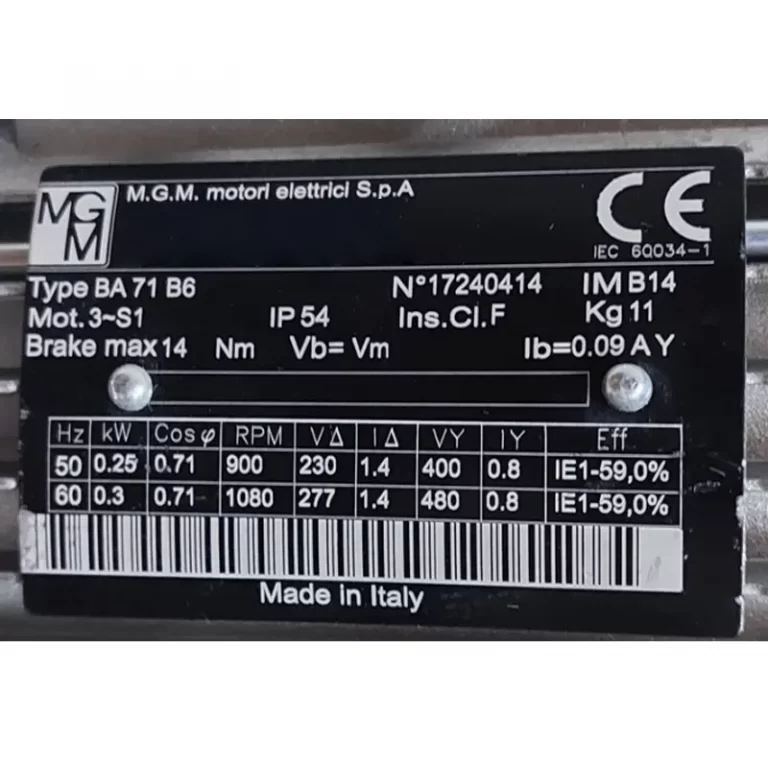 MGM
M.G.M. motori elettrici S.p.A
CE
IEC 60034-1
Type BA 71 B6 N°17240414 IM B14
Mot.3~S1 IP 54 Ins.Cl.F Kg 11
Brake max 14 Nm Vb= Vm Ib=0.09 A Y
Hz kW Cos φ RPM V Δ I Δ VY IY Eff
50 0.25 0.71 900 230 1.4 400 0.8 IE1-59,0%
60 0.3 0.71 1080 277 1.4 480 0.8 IE1-59,0%
Made in Italy